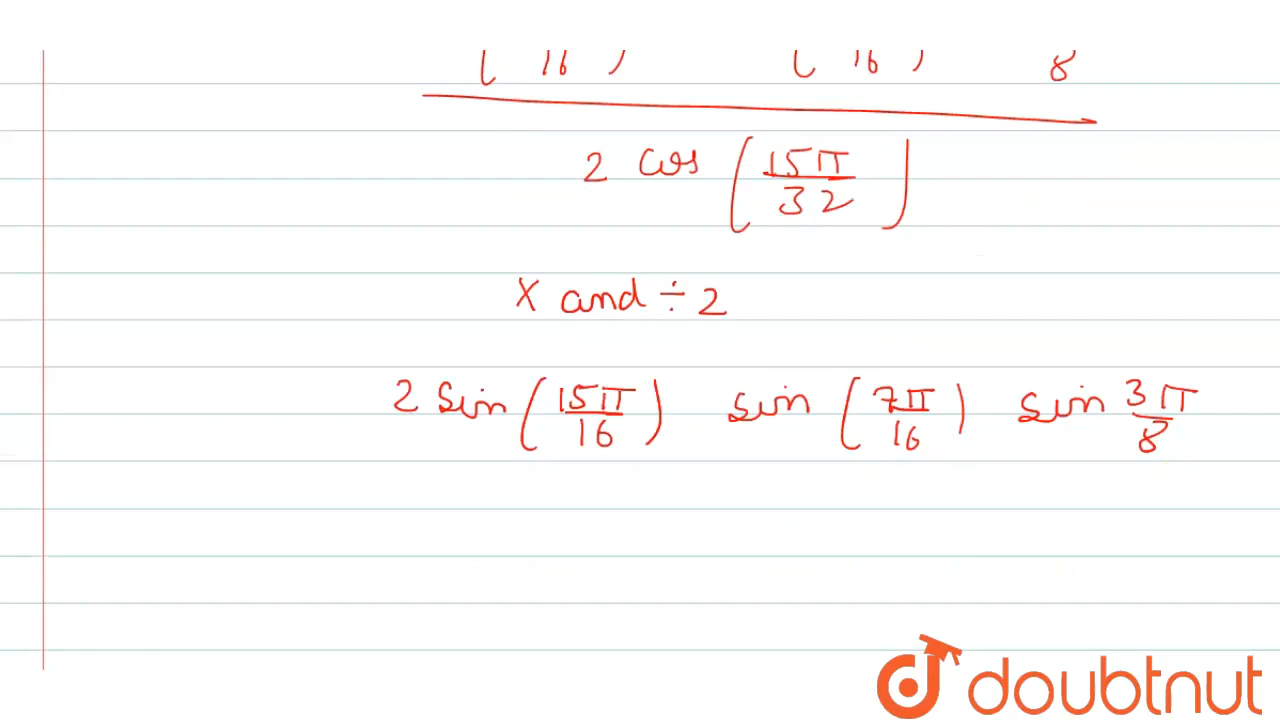 ( 16 ) ( 16 ) 8
2 cos ( 15π/32 )
X and ÷ 2
2 sin ( 15π/16 ) sin ( 7π/16 ) sin 3π/8
doubtnut